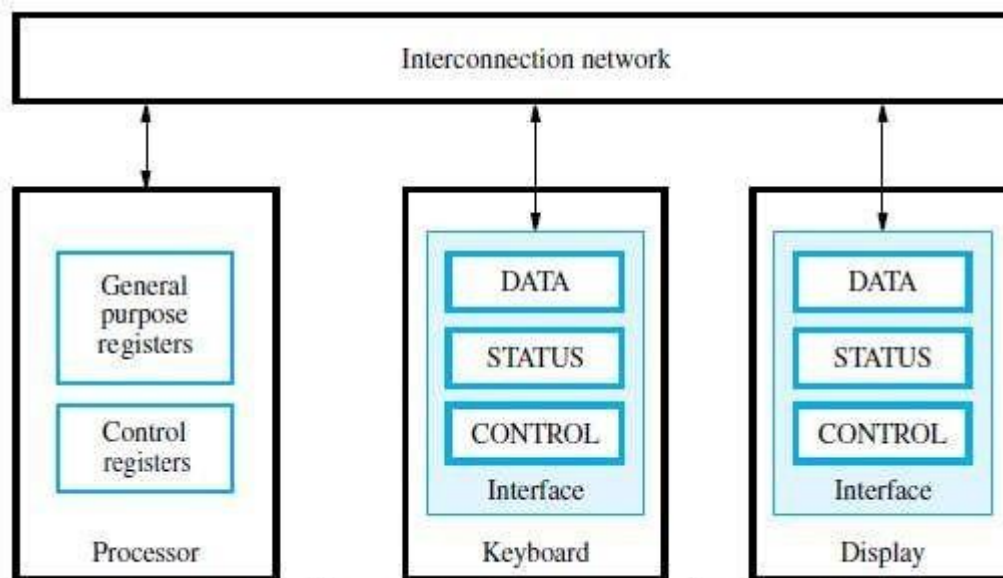 Interconnection network
General
purpose
registers
Control
registers
Processor
DATA
STATUS
CONTROL
Interface
Keyboard
DATA
STATUS
CONTROL
Interface
Display